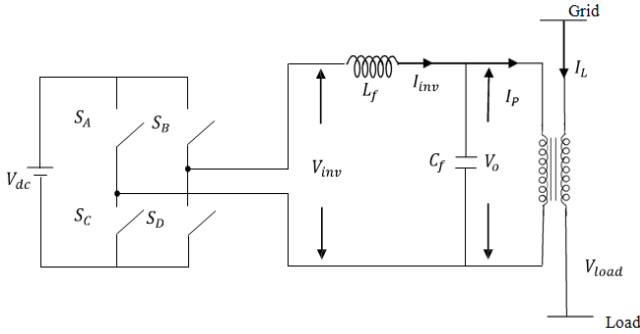 Grid
I_L
S_A
S_B
L_f
I_inv
I_P
V_dc
V_inv
C_f
V_o
S_C
S_D
V_load
Load